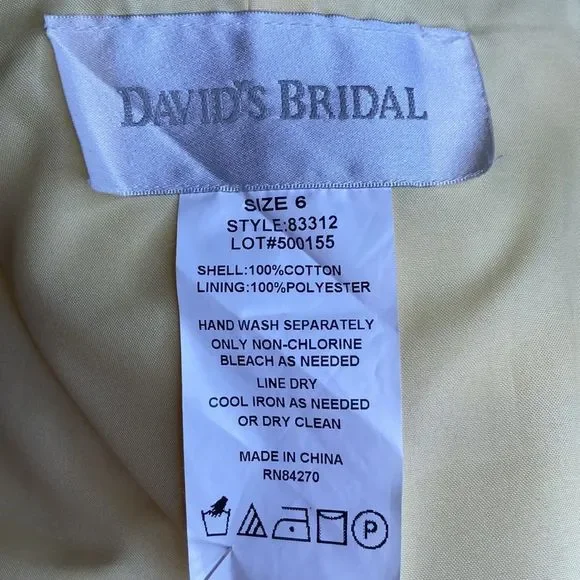 DAVID'S BRIDAL
SIZE 6
STYLE:83312
LOT#500155
SHELL:100%COTTON
LINING:100%POLYESTER
HAND WASH SEPARATELY
ONLY NON-CHLORINE
BLEACH AS NEEDED
LINE DRY
COOL IRON AS NEEDED
OR DRY CLEAN
MADE IN CHINA
RN84270
P